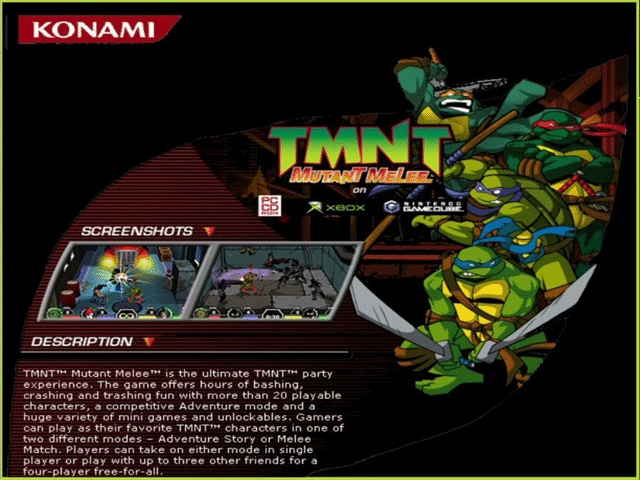 KONAMI
TMNT
MUTANT MELEE
on
PC
CD
ROM
XBOX
NINTENDO
GAMECUBE
SCREENSHOTS
DESCRIPTION
TMNT™ Mutant Melee™ is the ultimate TMNT™ party
experience. The game offers hours of bashing,
crashing and trashing fun with more than 20 playable
characters, a competitive Adventure mode and a
huge variety of mini games and unlockables. Gamers
can play as their favorite TMNT™ characters in one of
two different modes – Adventure Story or Melee
Match. Players can take on either mode in single
player or play with up to three other friends for a
four-player free-for-all.